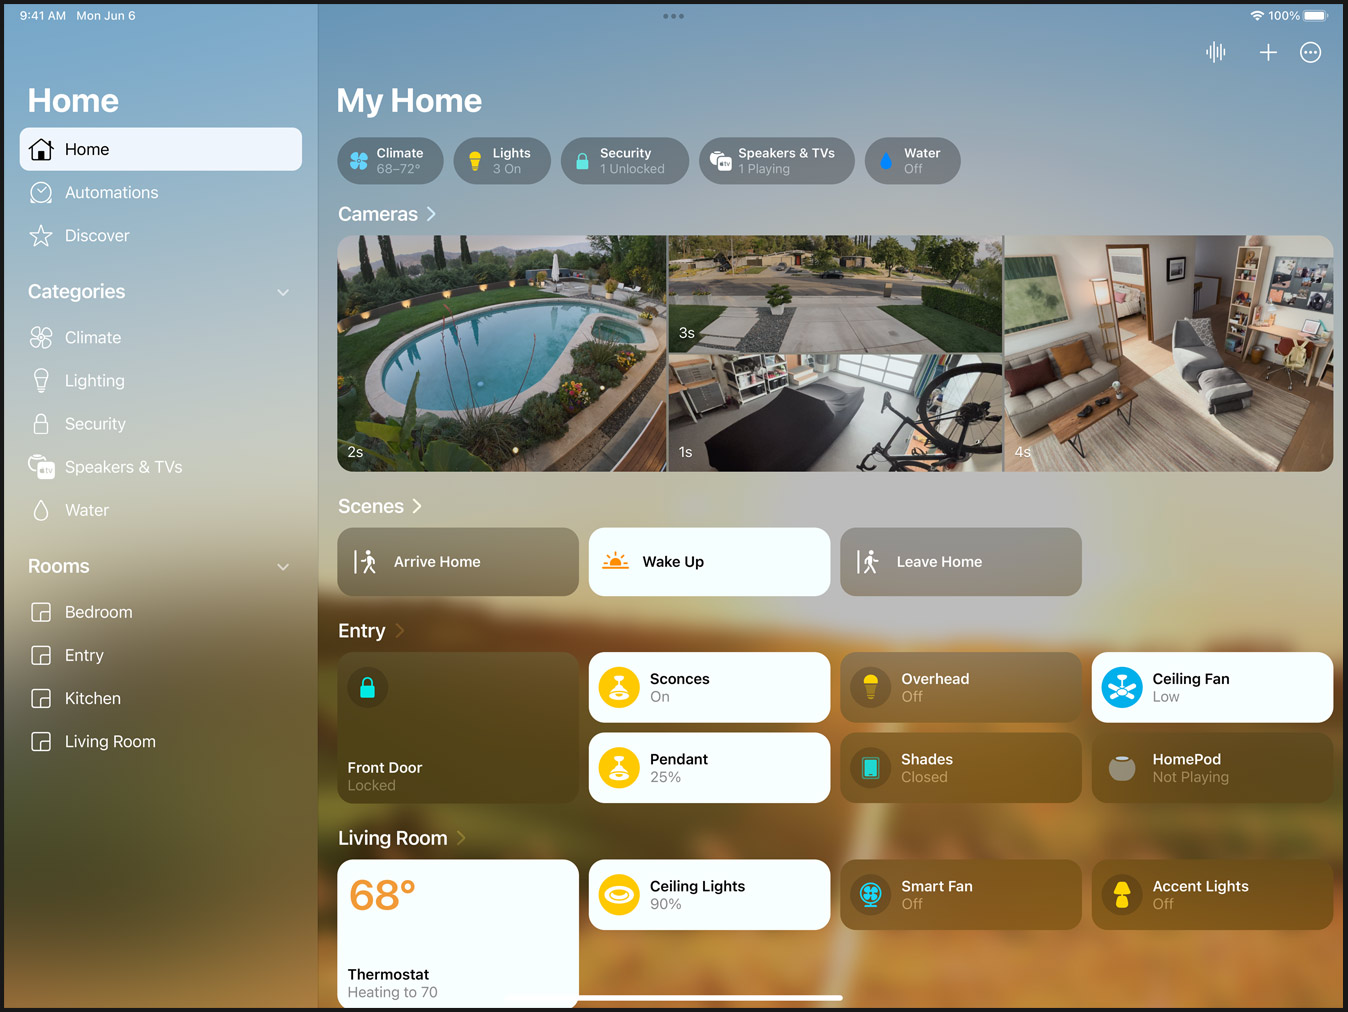 9:41 AM Mon Jun 6
100%
Home
Home
Automations
Discover
Categories
Climate
Lighting
Security
Speakers & TVs
Water
Rooms
Bedroom
Entry
Kitchen
Living Room
My Home
Climate
68–72°
Lights
3 On
Security
1 Unlocked
Speakers & TVs
1 Playing
Water
Off
Cameras
2s
3s
1s
4s
Scenes
Arrive Home
Wake Up
Leave Home
Entry
Front Door
Locked
Sconces
On
Overhead
Off
Ceiling Fan
Low
Pendant
25%
Shades
Closed
HomePod
Not Playing
Living Room
68°
Thermostat
Heating to 70
Ceiling Lights
90%
Smart Fan
Off
Accent Lights
Off